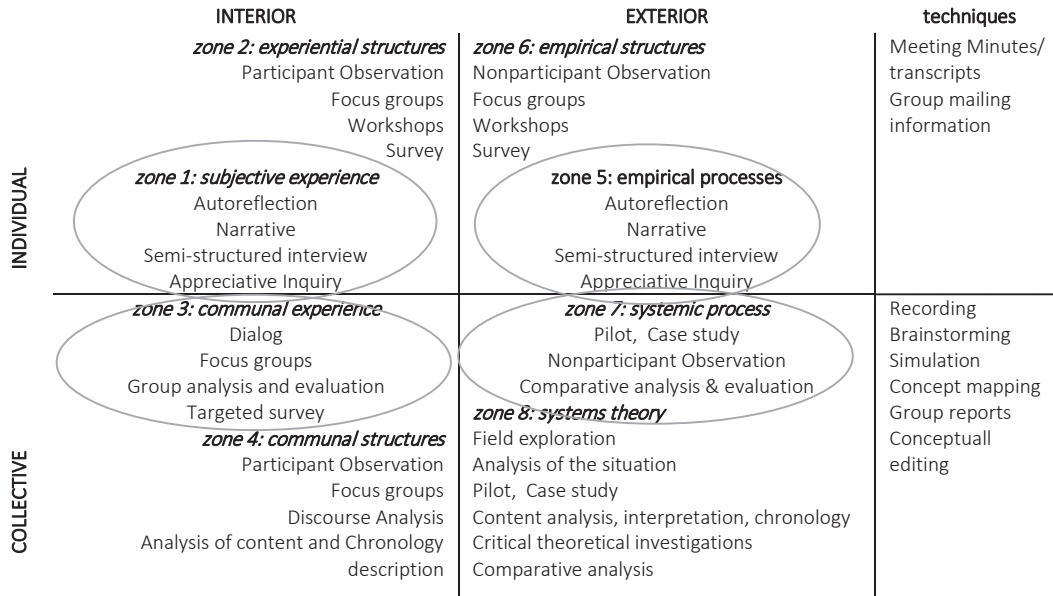 INTERIOR
EXTERIOR
techniques
INDIVIDUAL
zone 2: experiential structures
Participant Observation
Focus groups
Workshops
Survey
zone 1: subjective experience
Autoreflection
Narrative
Semi-structured interview
Appreciative Inquiry
zone 6: empirical structures
Nonparticipant Observation
Focus groups
Workshops
Survey
zone 5: empirical processes
Autoreflection
Narrative
Semi-structured interview
Appreciative Inquiry
Meeting Minutes/
transcripts
Group mailing
information
COLLECTIVE
zone 3: communal experience
Dialog
Focus groups
Group analysis and evaluation
Targeted survey
zone 4: communal structures
Participant Observation
Focus groups
Discourse Analysis
Analysis of content and Chronology
description
zone 7: systemic process
Pilot, Case study
Nonparticipant Observation
Comparative analysis & evaluation
zone 8: systems theory
Field exploration
Analysis of the situation
Pilot, Case study
Content analysis, interpretation, chronology
Critical theoretical investigations
Comparative analysis
Recording
Brainstorming
Simulation
Concept mapping
Group reports
Conceptuall
editing